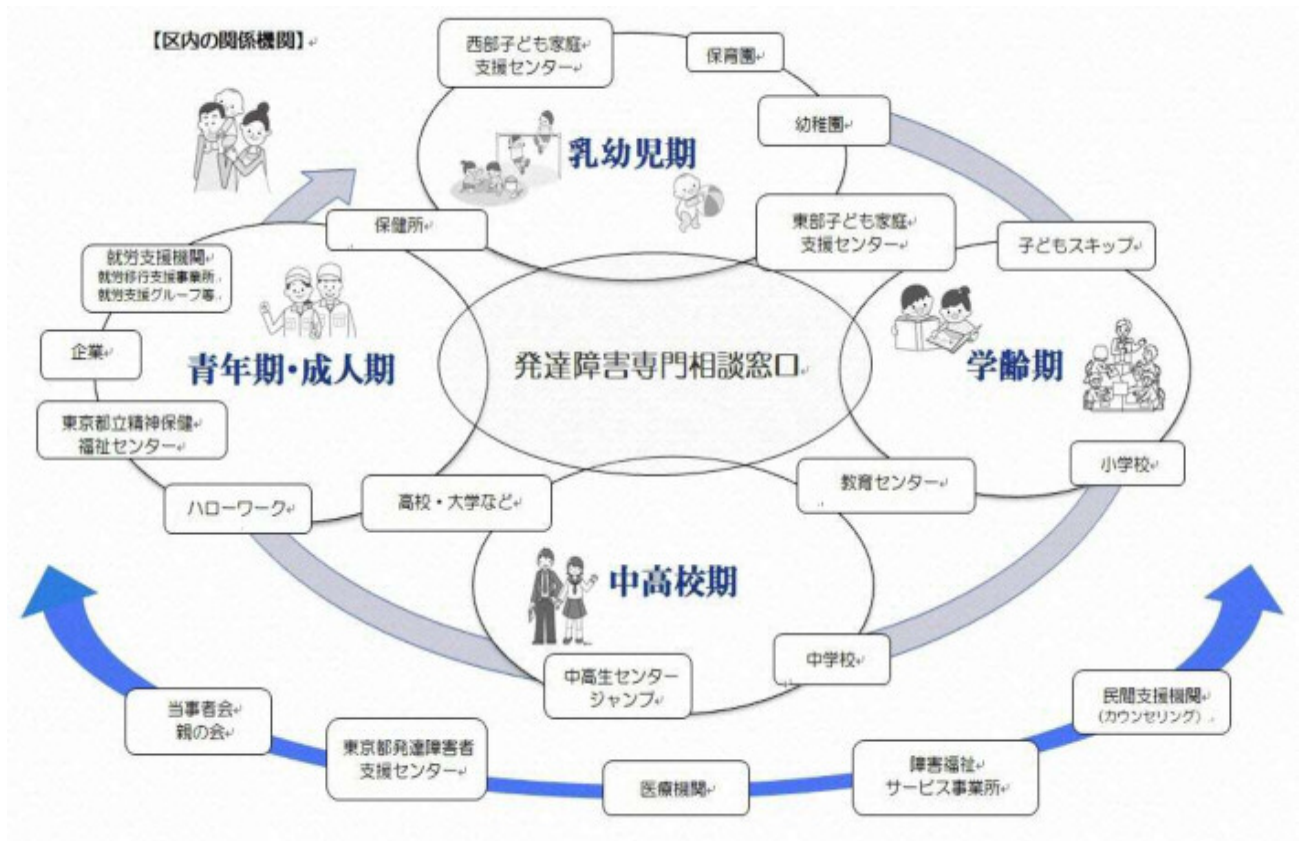 【区内の関係機関】
西部子ども家庭
支援センター
保育園
幼稚園
乳幼児期
保健所
東部子ども家庭
支援センター
子どもスキップ
就労支援機関
就労移行支援事業所
就労支援グループ等
企業
青年期・成人期
発達障害専門相談窓口
学齢期
東京都立精神保健
福祉センター
小学校
教育センター
ハローワーク
高校・大学など
中高校期
中学校
中高生センター
ジャンプ
民間支援機関
(カウンセリング)
当事者会
親の会
東京都発達障害者
支援センター
医療機関
障害福祉
サービス事業所